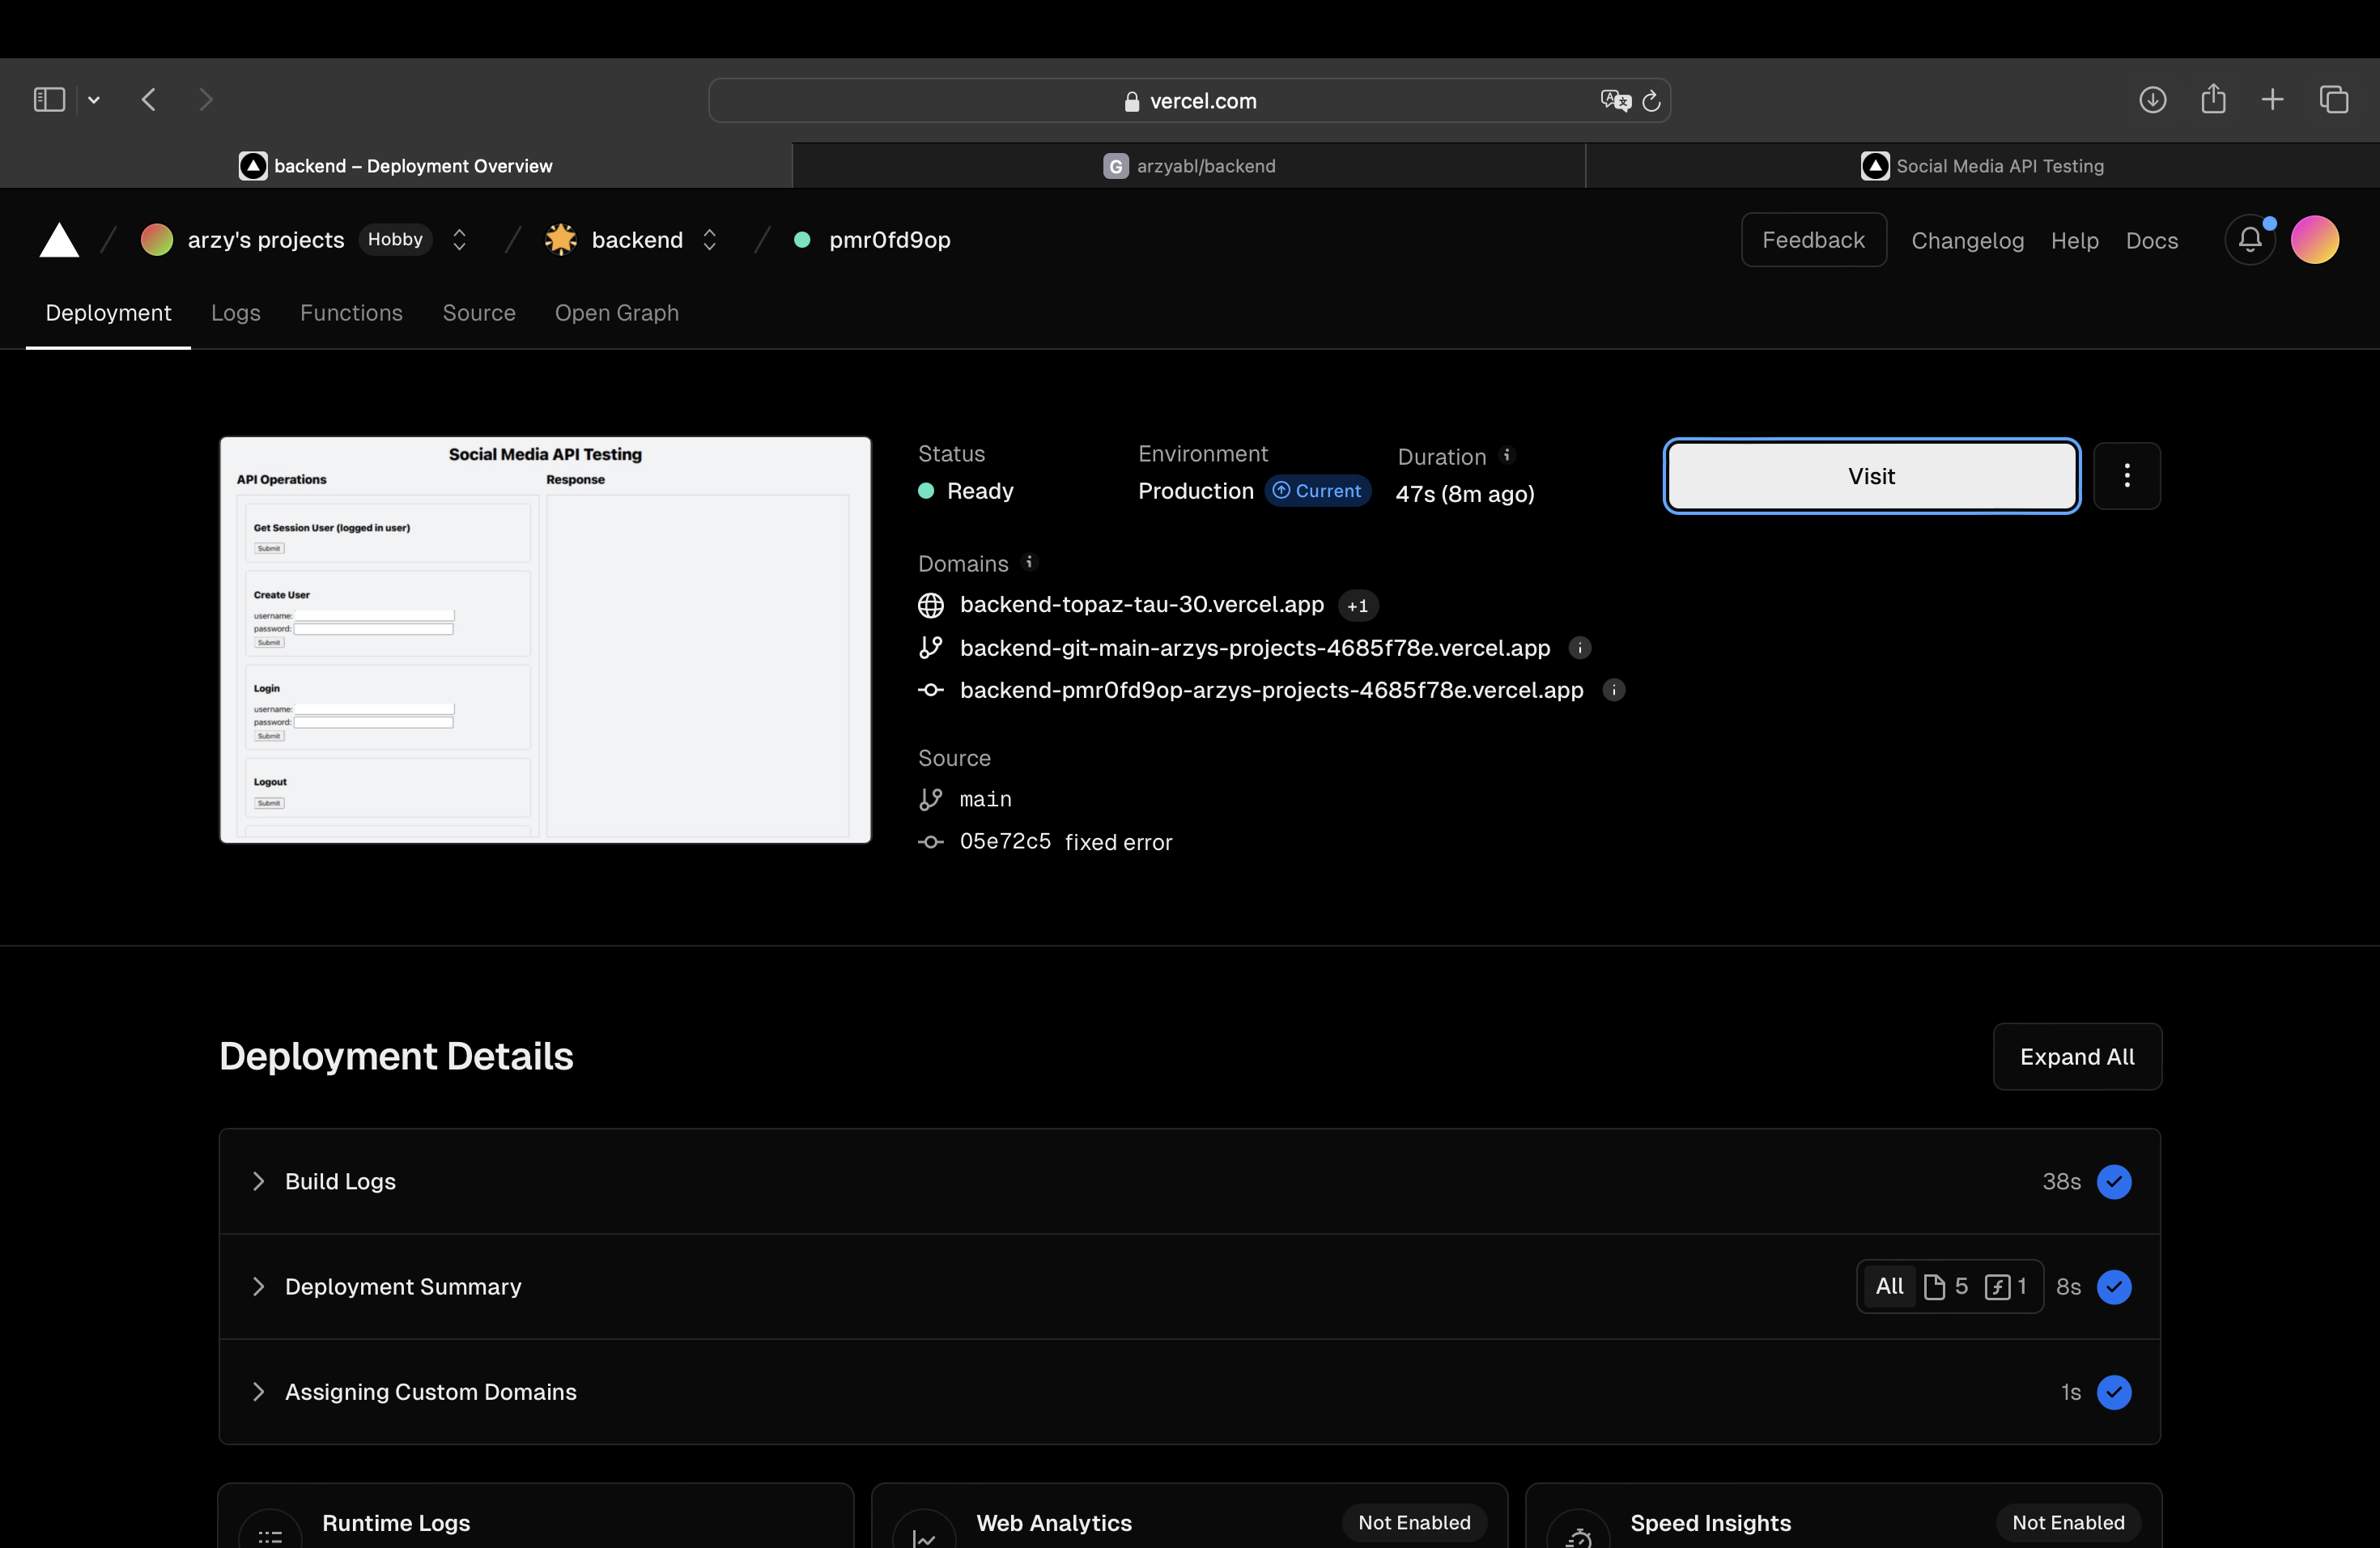 vercel.com
backend – Deployment Overview
G arzyabl/backend
Social Media API Testing
arzy's projects Hobby backend pmr0fd9op
Feedback Changelog Help Docs
Deployment Logs Functions Source Open Graph
Social Media API Testing
API Operations Response
Get Session User (logged in user)
Submit
Create User
username:
password:
Submit
Login
username:
password:
Submit
Logout
Submit
Status Environment Duration
Ready Production Current 47s (8m ago)
Visit
Domains
backend-topaz-tau-30.vercel.app +1
backend-git-main-arzys-projects-4685f78e.vercel.app
backend-pmr0fd9op-arzys-projects-4685f78e.vercel.app
Source
main
05e72c5 fixed error
Deployment Details
Expand All
Build Logs 38s
Deployment Summary All 5 1 8s
Assigning Custom Domains 1s
Runtime Logs
Web Analytics Not Enabled
Speed Insights Not Enabled